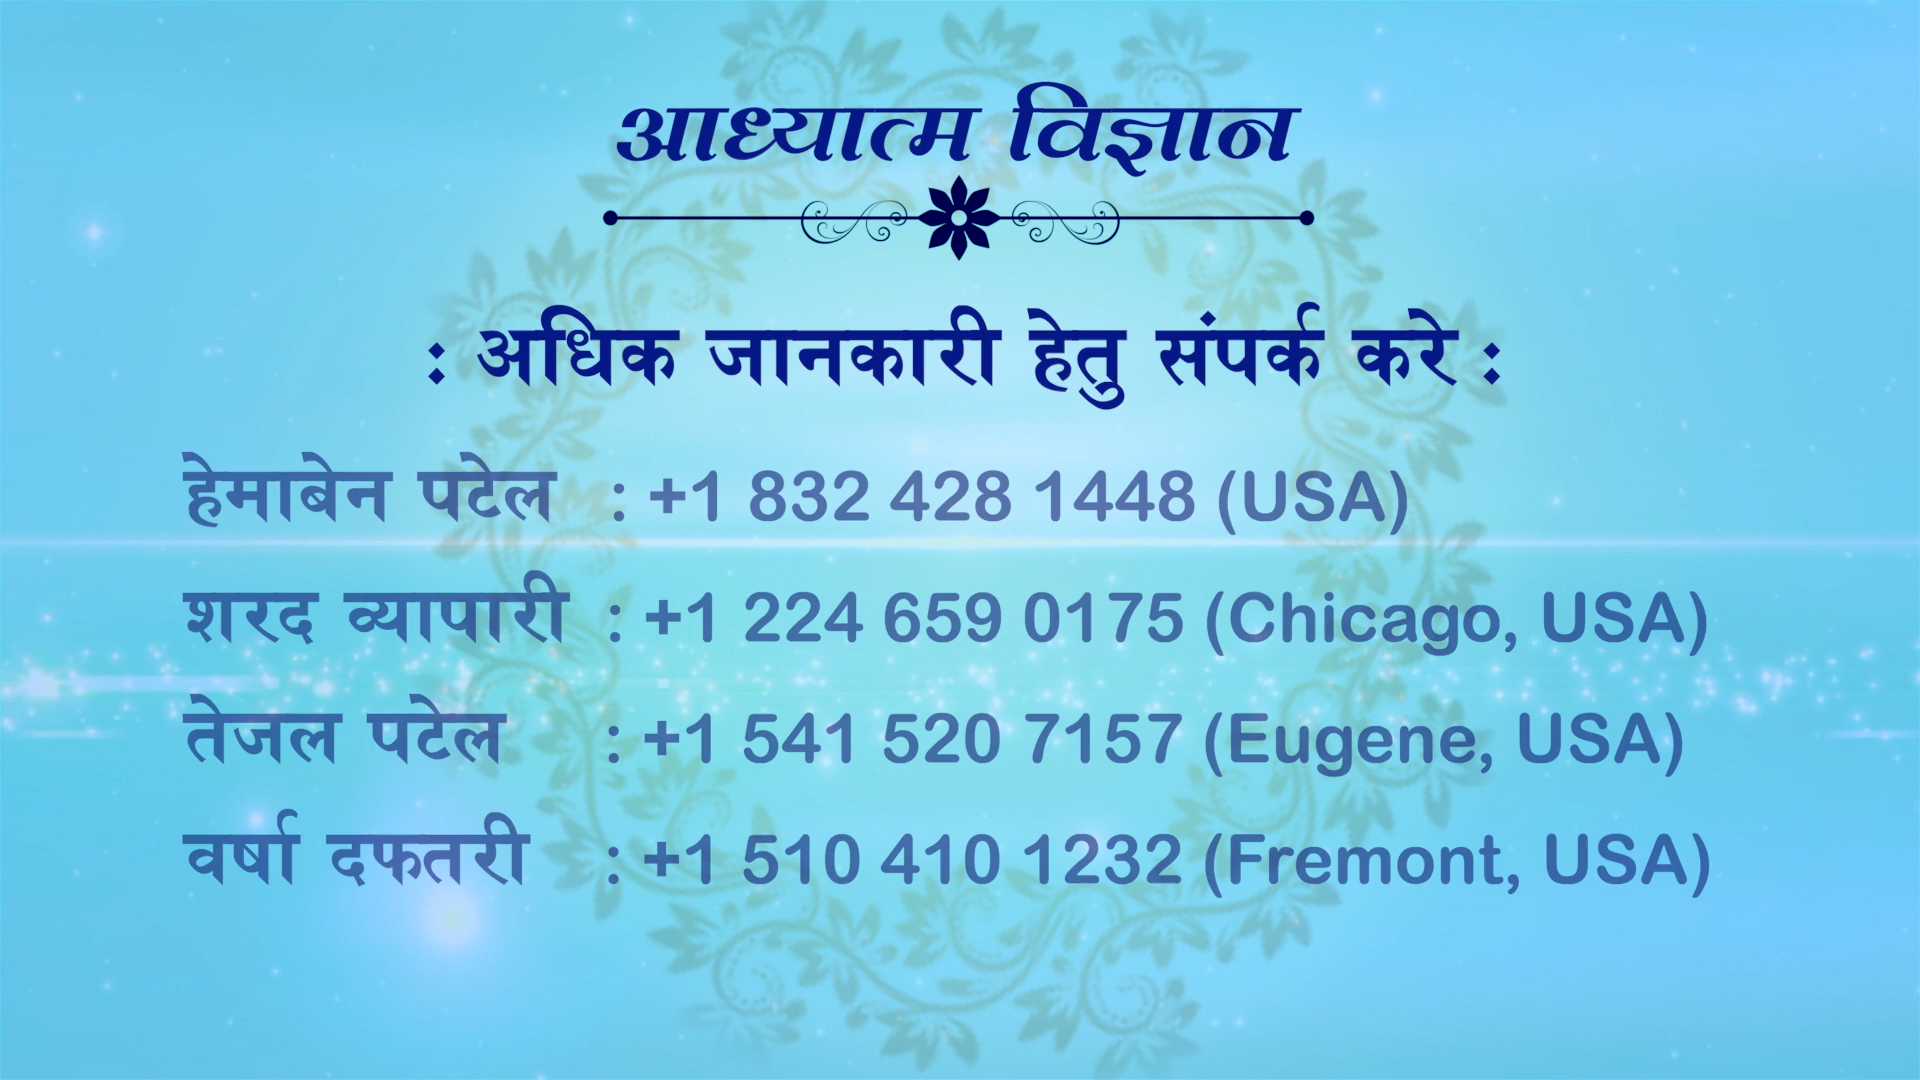 आध्यात्म विज्ञान
: अधिक जानकारी हेतु संपर्क करे :
हेमाबेन पटेल : +1 832 428 1448 (USA)
शरद व्यापारी : +1 224 659 0175 (Chicago, USA)
तेजल पटेल : +1 541 520 7157 (Eugene, USA)
वर्षा दफतरी : +1 510 410 1232 (Fremont, USA)